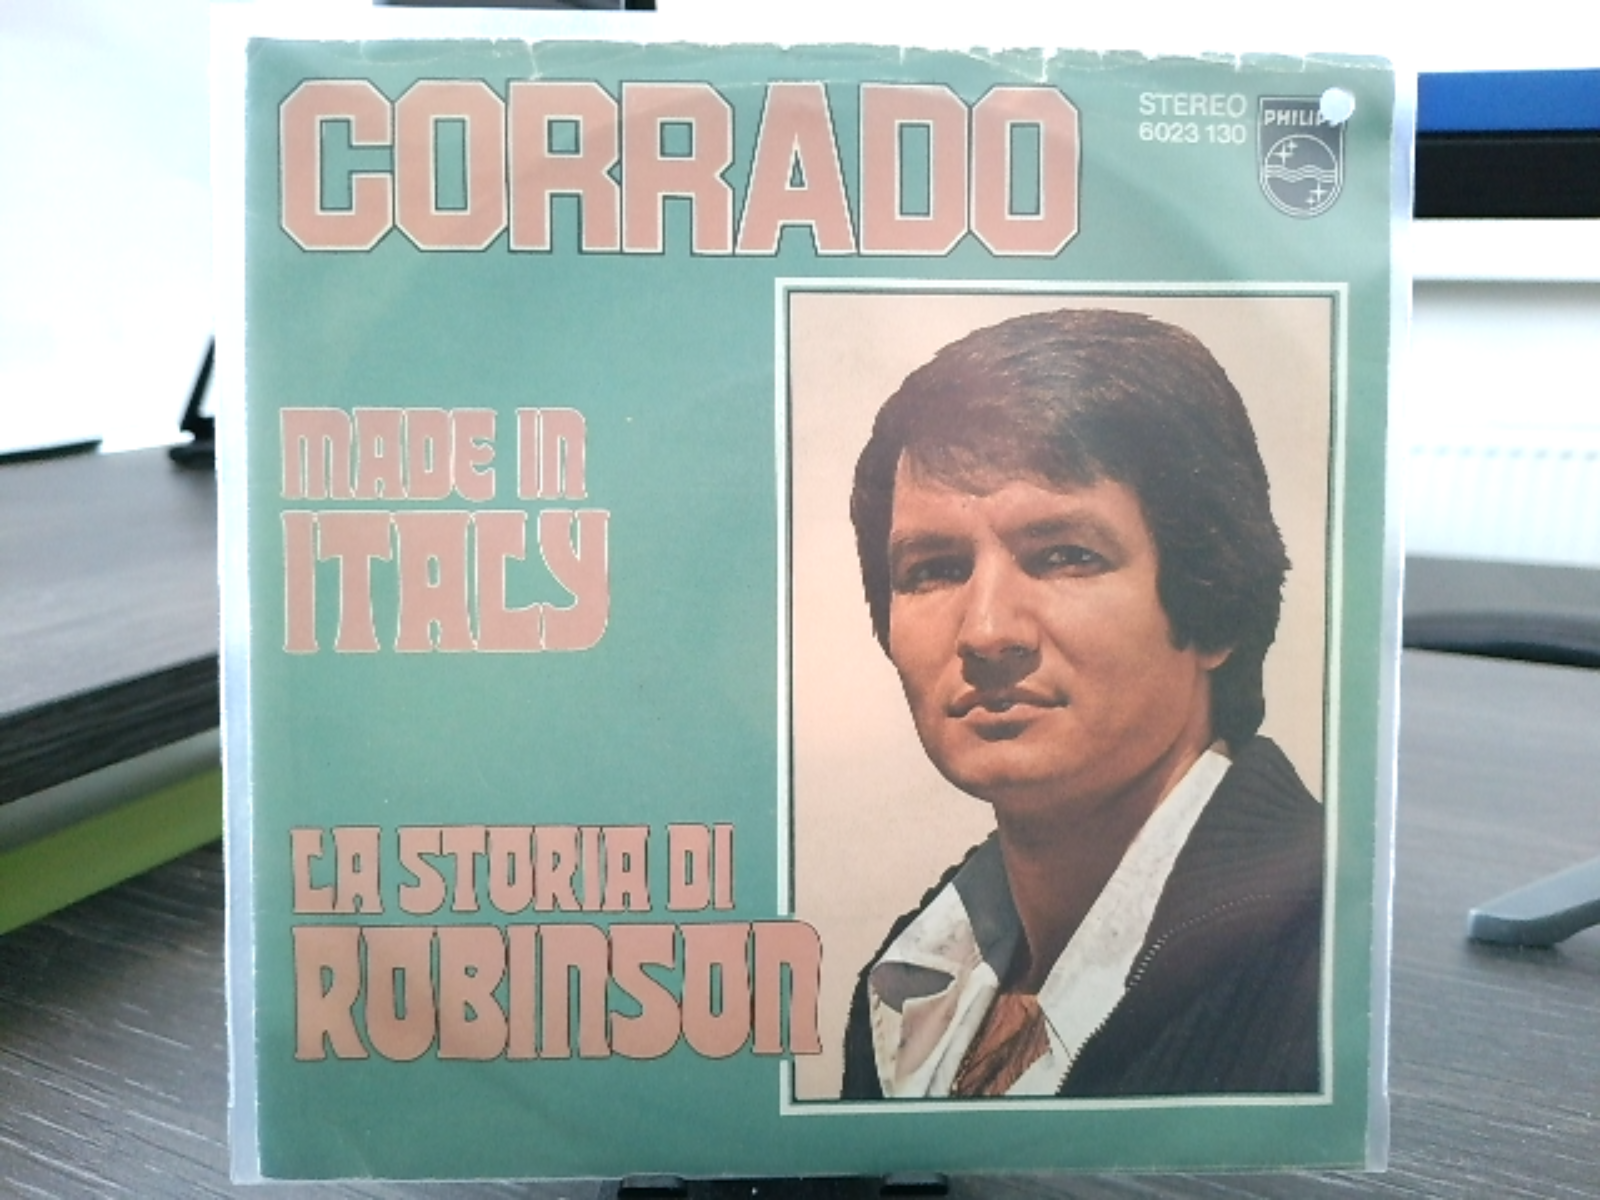 CORRADO
STEREO
6023 130
PHILIPS
MADE IN
ITALY
LA STORIA DI
ROBINSON